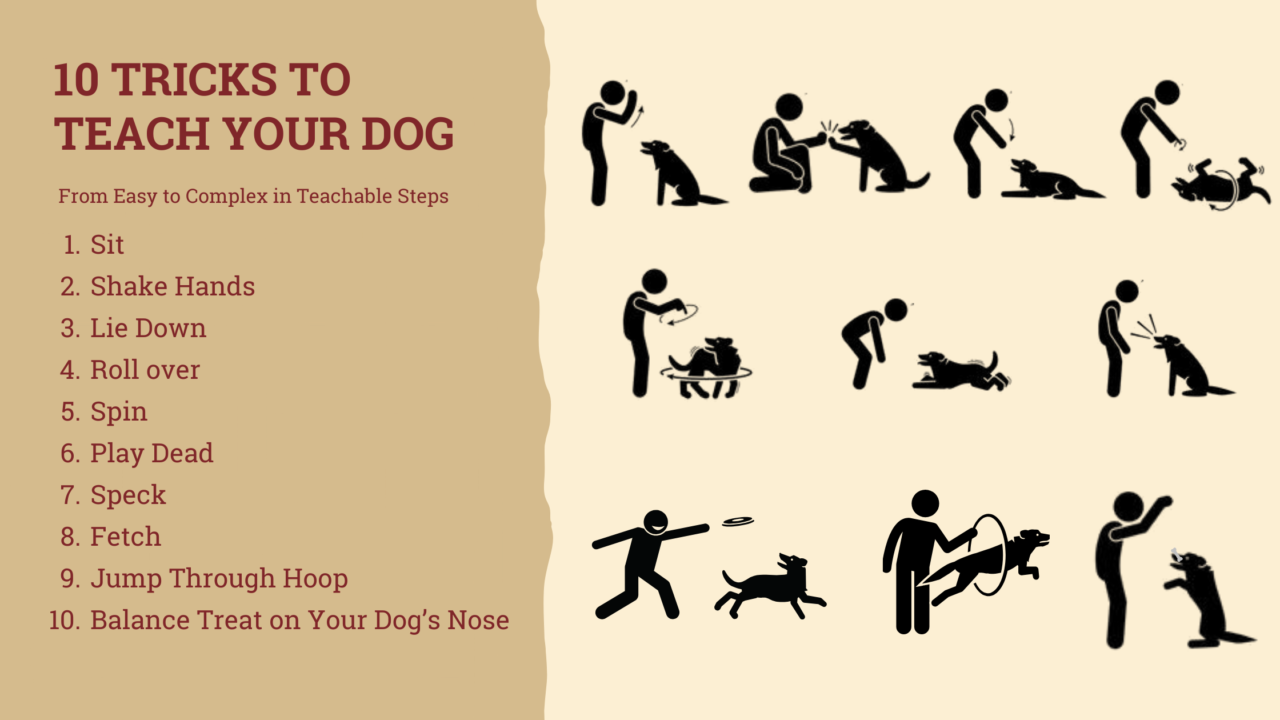 10 TRICKS TO
TEACH YOUR DOG
From Easy to Complex in Teachable Steps
1. Sit
2. Shake Hands
3. Lie Down
4. Roll over
5. Spin
6. Play Dead
7. Speck
8. Fetch
9. Jump Through Hoop
10. Balance Treat on Your Dog’s Nose